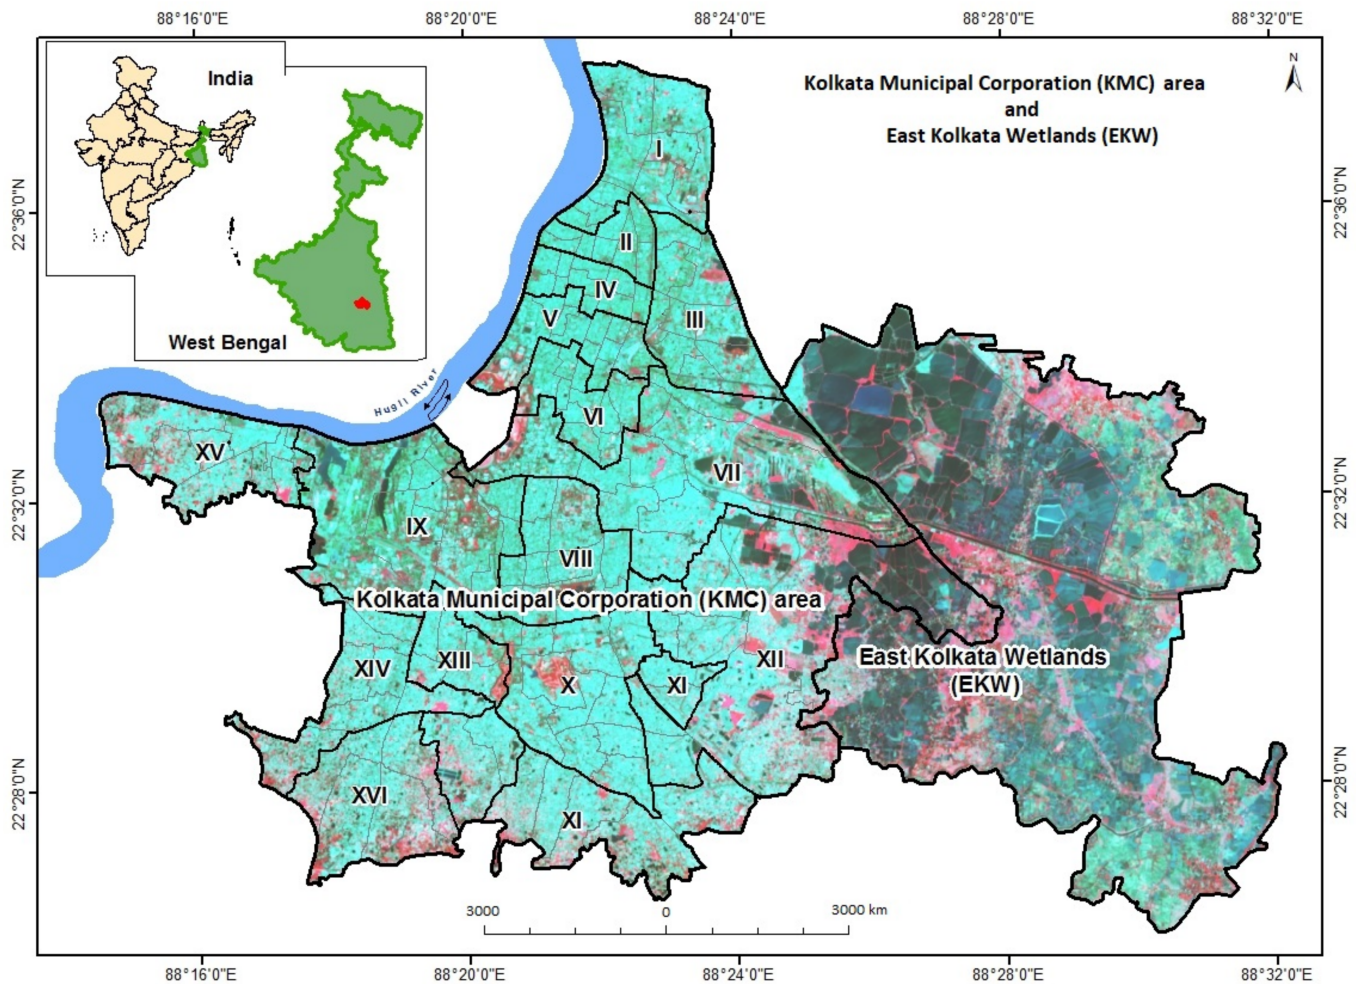 88°16'0"E 88°20'0"E 88°24'0"E 88°28'0"E 88°32'0"E
India
West Bengal
Kolkata Municipal Corporation (KMC) area
and
East Kolkata Wetlands (EKW)
N
22°36'0"N
22°36'0"N
I
II
IV
V
III
Hugli River
VI
XV
VII
22°32'0"N
22°32'0"N
IX
VIII
Kolkata Municipal Corporation (KMC) area
XIV
XIII
X
XI
XII
East Kolkata Wetlands
(EKW)
22°28'0"N
22°28'0"N
XVI
XI
3000 0 3000 km
88°16'0"E 88°20'0"E 88°24'0"E 88°28'0"E 88°32'0"E